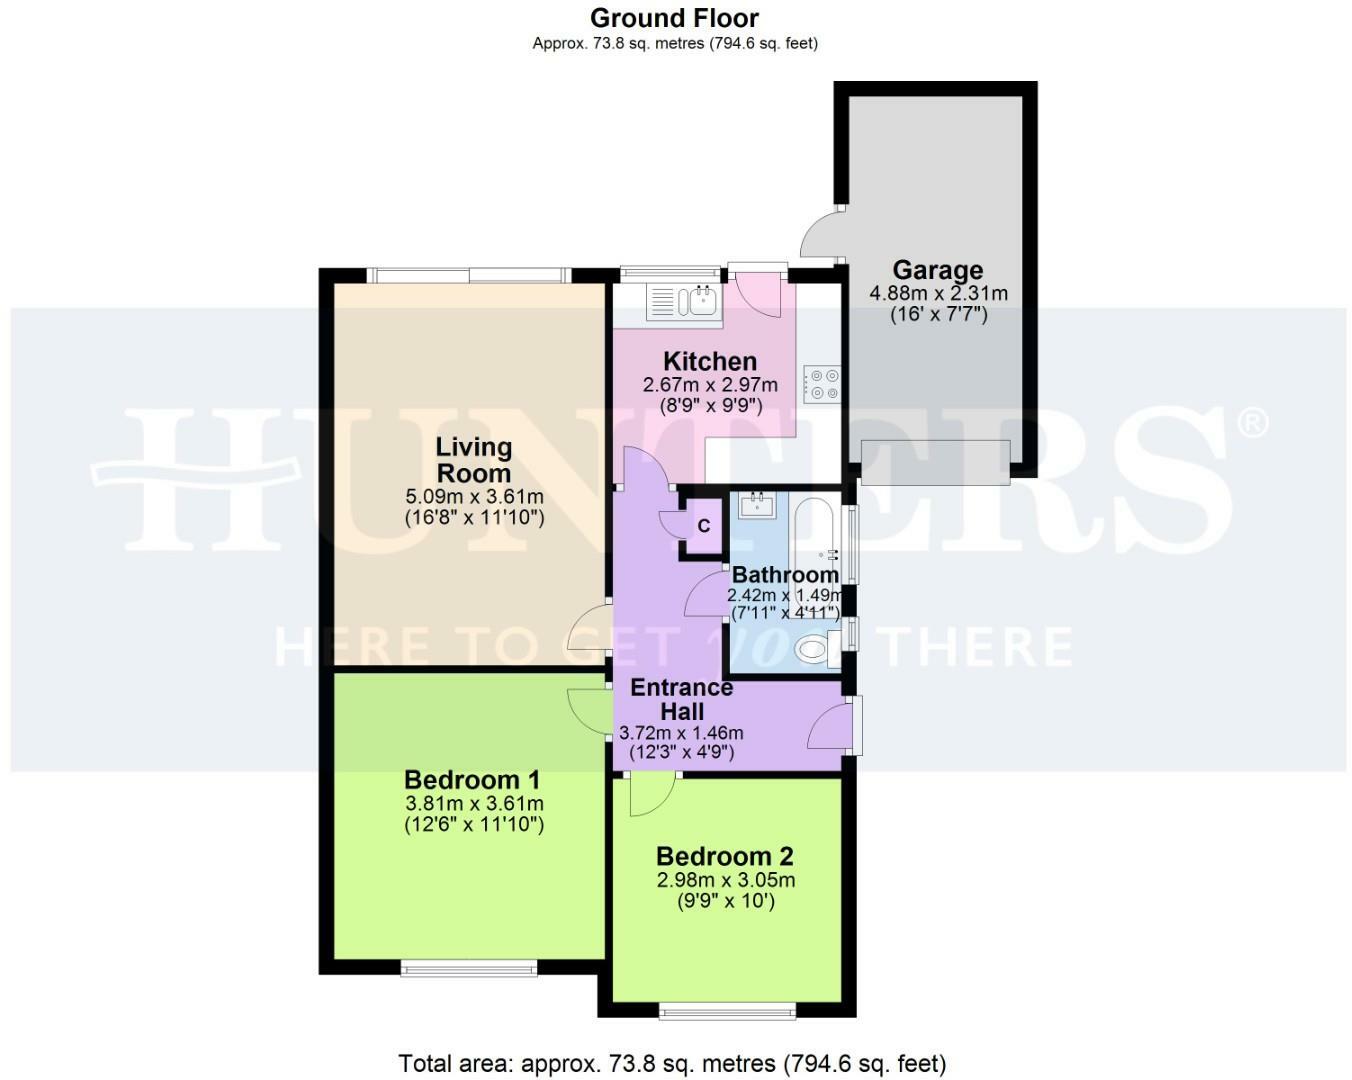 Ground Floor
Approx. 73.8 sq. metres (794.6 sq. feet)
Garage
4.88m x 2.31m
(16' x 7'7")
Kitchen
2.67m x 2.97m
(8'9" x 9'9")
Living
Room
5.09m x 3.61m
(16'8" x 11'10")
HUNTERS®
C
Bathroom
2.42m x 1.49m
(7'11" x 4'11")
HERE TO GET you THERE
Entrance
Hall
3.72m x 1.46m
(12'3" x 4'9")
Bedroom 1
3.81m x 3.61m
(12'6" x 11'10")
Bedroom 2
2.98m x 3.05m
(9'9" x 10')
Total area: approx. 73.8 sq. metres (794.6 sq. feet)